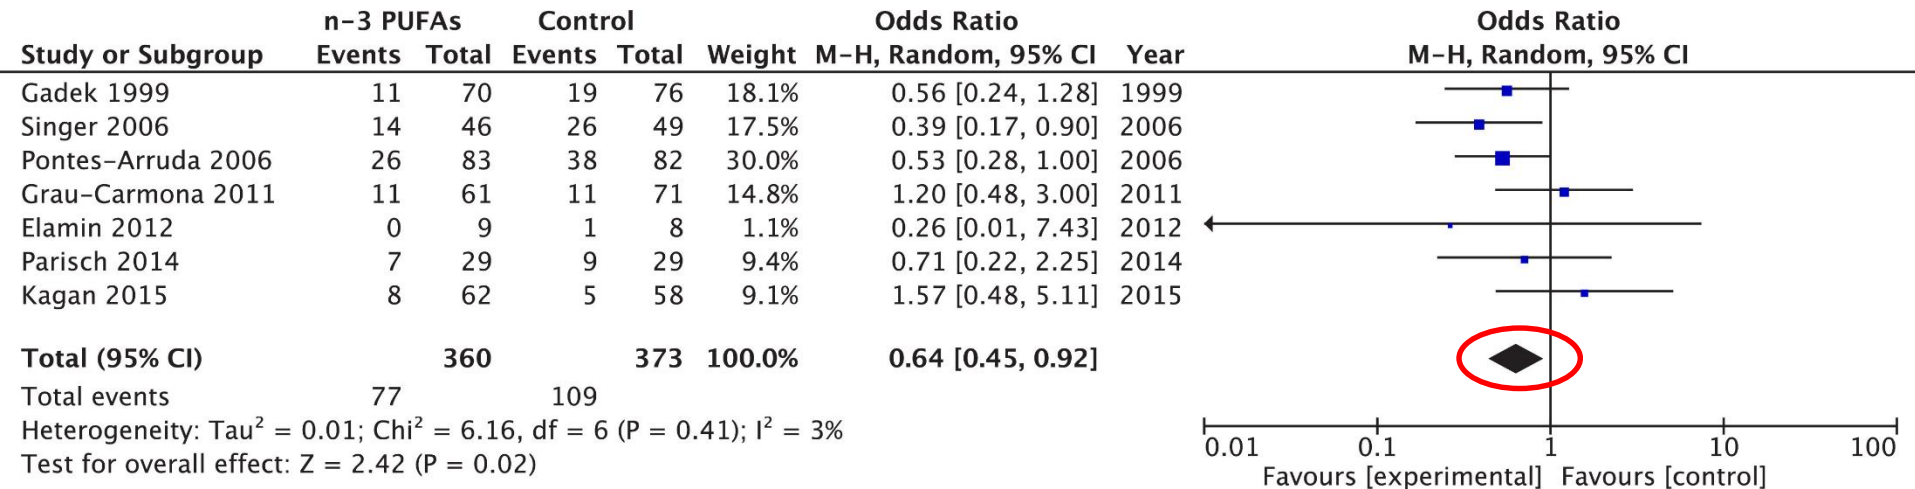 n-3 PUFAs Control Odds Ratio Odds Ratio
Study or Subgroup Events Total Events Total Weight M-H, Random, 95% CI Year M-H, Random, 95% CI
Gadek 1999 11 70 19 76 18.1% 0.56 [0.24, 1.28] 1999
Singer 2006 14 46 26 49 17.5% 0.39 [0.17, 0.90] 2006
Pontes-Arruda 2006 26 83 38 82 30.0% 0.53 [0.28, 1.00] 2006
Grau-Carmona 2011 11 61 11 71 14.8% 1.20 [0.48, 3.00] 2011
Elamin 2012 0 9 1 8 1.1% 0.26 [0.01, 7.43] 2012
Parisch 2014 7 29 9 29 9.4% 0.71 [0.22, 2.25] 2014
Kagan 2015 8 62 5 58 9.1% 1.57 [0.48, 5.11] 2015
Total (95% CI) 360 373 100.0% 0.64 [0.45, 0.92]
Total events 77 109
Heterogeneity: Tau² = 0.01; Chi² = 6.16, df = 6 (P = 0.41); I² = 3%
Test for overall effect: Z = 2.42 (P = 0.02)
0.01 0.1 1 10 100
Favours [experimental] Favours [control]